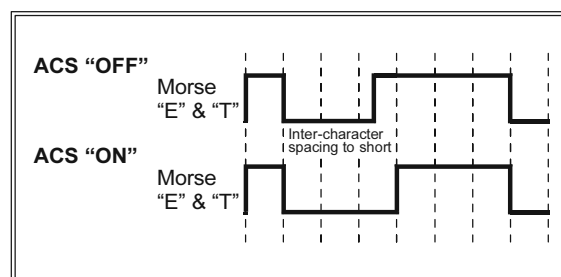 ACS “OFF”
Morse
“E” & “T”
Inter-character
spacing to short
ACS “ON”
Morse
“E” & “T”